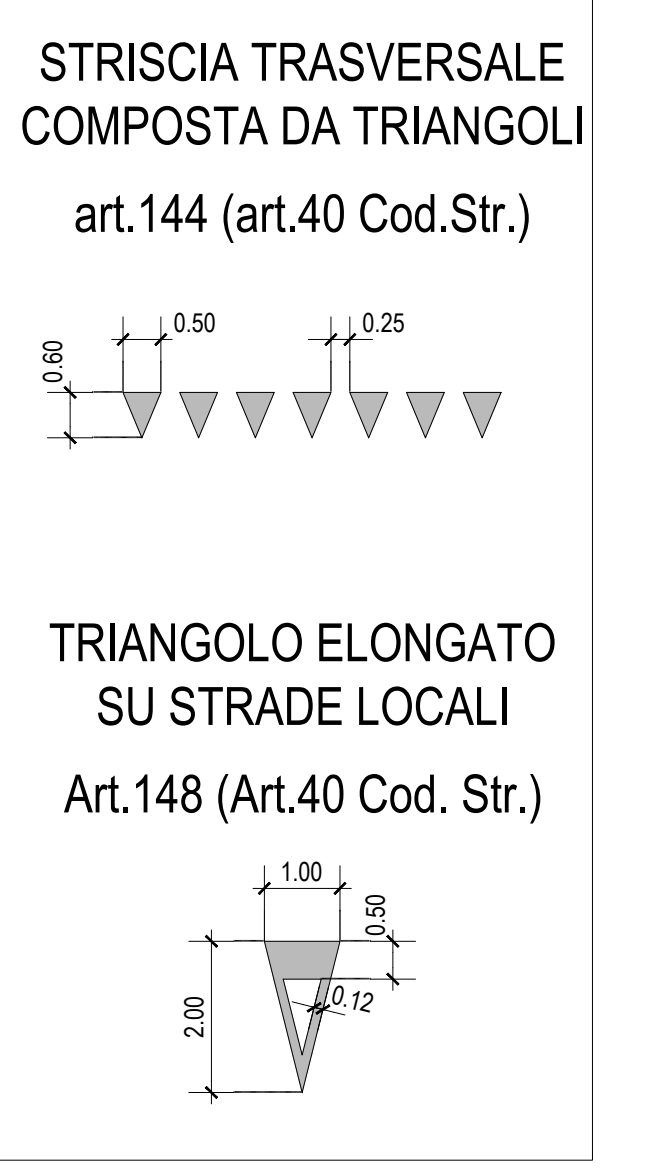 STRISCIA TRASVERSALE
COMPOSTA DA TRIANGOLI
art.144 (art.40 Cod.Str.)
0.50
0.25
0.60
TRIANGOLO ELONGATO
SU STRADE LOCALI
Art.148 (Art.40 Cod. Str.)
1.00
0.50
0.12
2.00